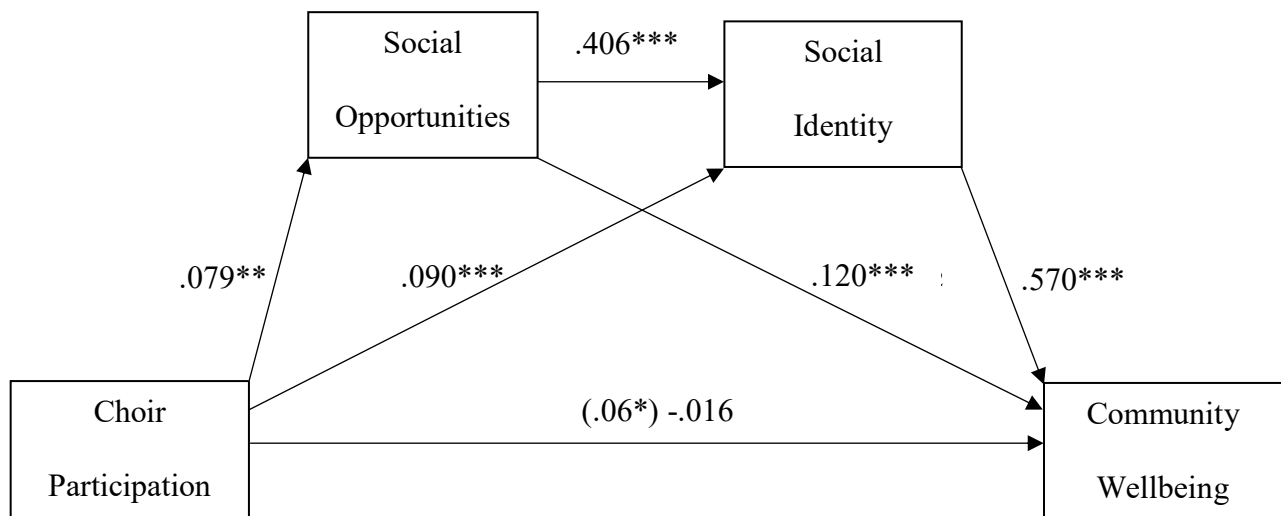 Social
Opportunities
.406***
Social
Identity
.079**
.090***
.120***
.570***
Choir
Participation
(.06*) -.016
Community
Wellbeing